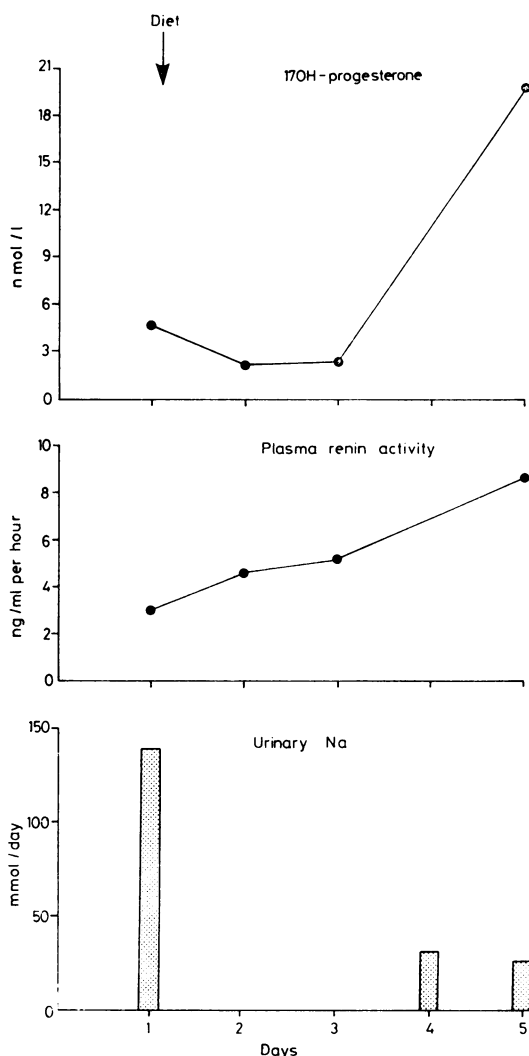 Diet
21
17OH-progesterone
18
15
12
9
6
3
0
n mol / l
10
Plasma renin activity
8
6
4
2
0
ng /ml per hour
150
Urinary Na
100
50
0
mmol / day
1 2 3 4 5
Days